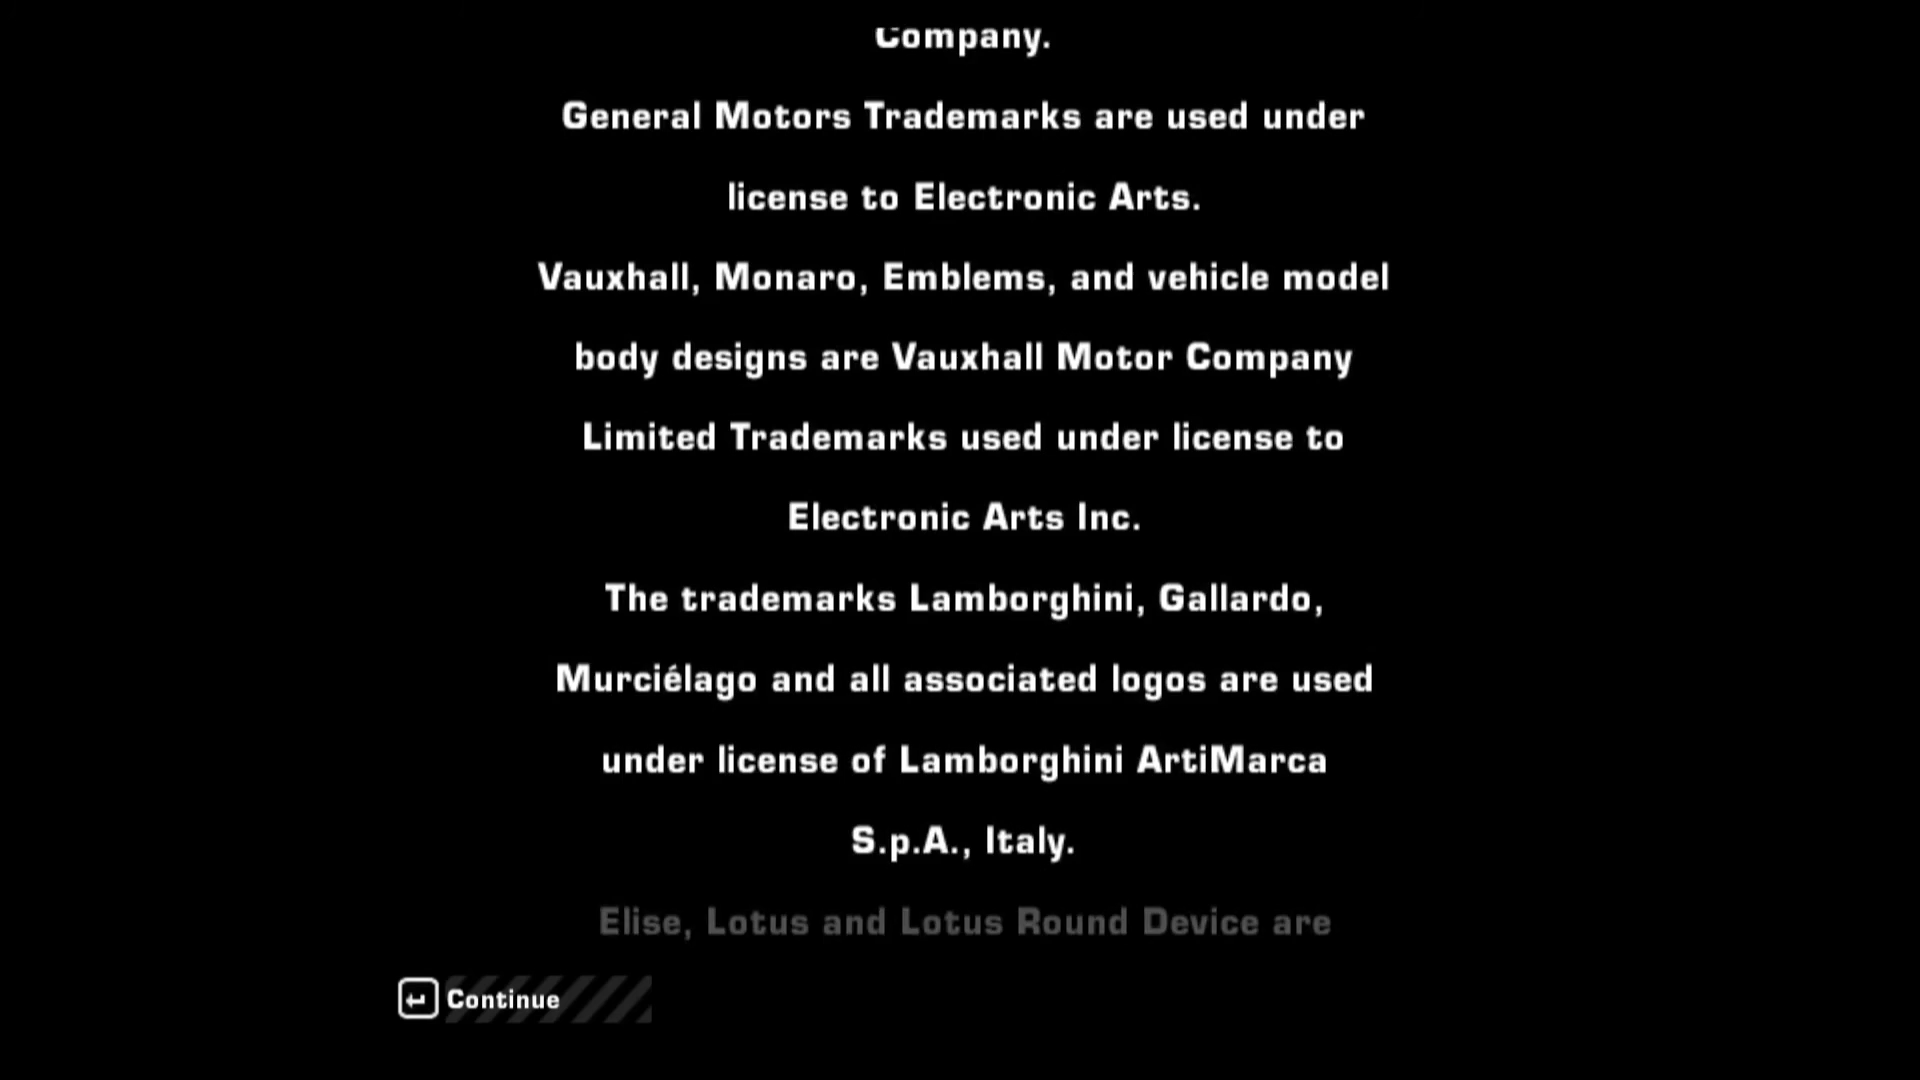 Company.
General Motors Trademarks are used under
license to Electronic Arts.
Vauxhall, Monaro, Emblems, and vehicle model
body designs are Vauxhall Motor Company
Limited Trademarks used under license to
Electronic Arts Inc.
The trademarks Lamborghini, Gallardo,
Murciélago and all associated logos are used
under license of Lamborghini ArtiMarca
S.p.A., Italy.
Elise, Lotus and Lotus Round Device are
Continue